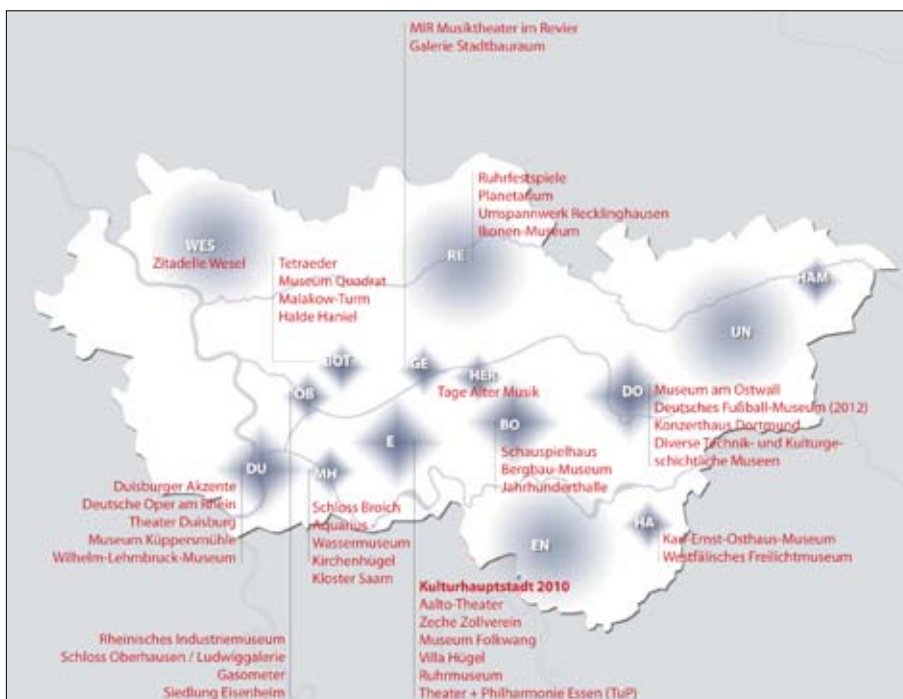 MIR Musiktheater im Revier
Galerie Stadtbauraum
Ruhrfestspiele
Planetarium
Umspannwerk Recklinghausen
Ikonen-Museum
RE
WES
Zitadelle Wesel
Tetraeder
Museum Quadrat
Malakow-Turm
Halde Haniel
HAM
UN
BOT
GE
HER
Tage Alter Musik
OB
DO
Museum am Ostwall
Deutsches Fußball-Museum (2012)
Konzerthaus Dortmund
Diverse Technik- und Kulturge-
schichtliche Museen
BO
Schauspielhaus
Bergbau-Museum
Jahrhunderthalle
E
DU
Duisburger Akzente
Deutsche Oper am Rhein
Theater Duisburg
Museum Küppersmühle
Wilhelm-Lehmbruck-Museum
MH
Schloss Broich
Aquarius -
Wassermuseum
Kirchenhügel
Kloster Saarn
HA
Karl-Ernst-Osthaus-Museum
Westfälisches Freilichtmuseum
EN
Kulturhauptstadt 2010
Aalto-Theater
Zeche Zollverein
Museum Folkwang
Villa Hügel
Ruhrmuseum
Theater + Philharmonie Essen (TuP)
Rheinisches Industriemuseum
Schloss Oberhausen / Ludwiggalerie
Gasometer
Siedlung Eisenheim